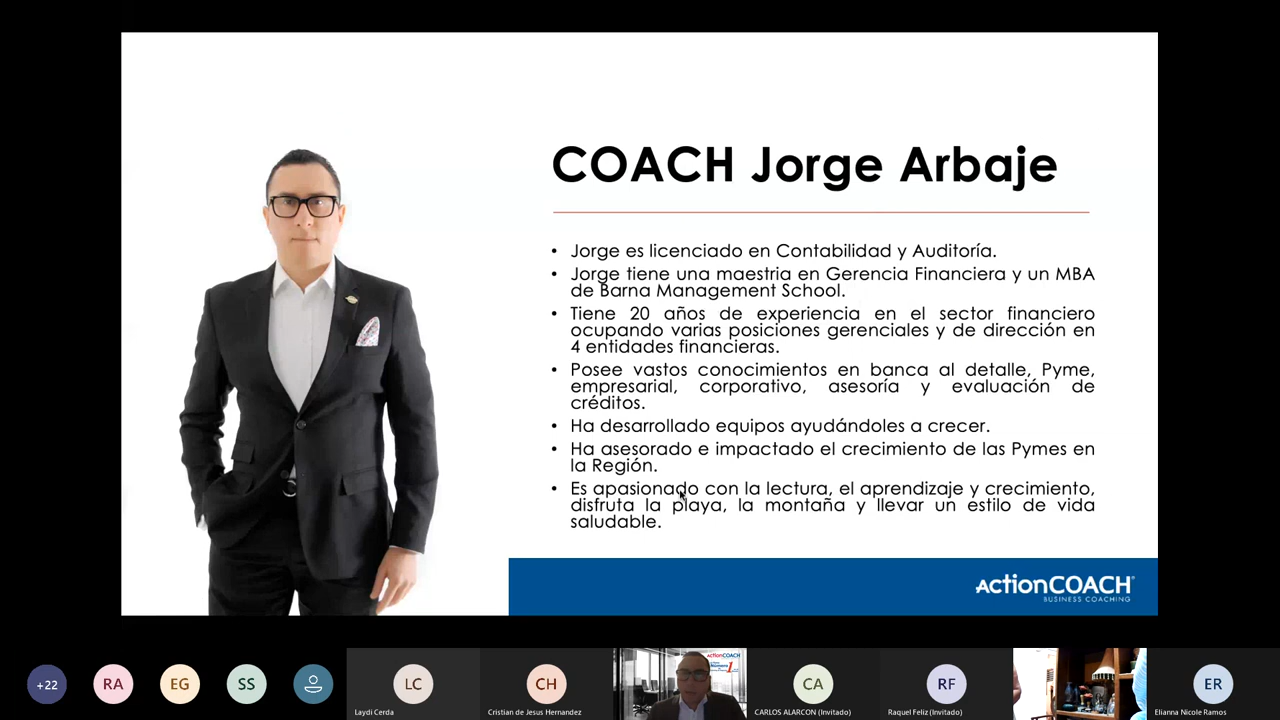 COACH Jorge Arbaje
• Jorge es licenciado en Contabilidad y Auditoría.
• Jorge tiene una maestria en Gerencia Financiera y un MBA
de Barna Management School.
• Tiene 20 años de experiencia en el sector financiero
ocupando varias posiciones gerenciales y de dirección en
4 entidades financieras.
• Posee vastos conocimientos en banca al detalle, Pyme,
empresarial, corporativo, asesoría y evaluación de
créditos.
• Ha desarrollado equipos ayudándoles a crecer.
• Ha asesorado e impactado el crecimiento de las Pymes en
la Región.
• Es apasionado con la lectura, el aprendizaje y crecimiento,
disfruta la playa, la montaña y llevar un estilo de vida
saludable.
ActionCOACH
BUSINESS COACHING
+22 RA EG SS LC CH CA RF ER
ActionCOACH
Número
1
Laydi Cerda Cristian de Jesus Hernandez CARLOS ALARCON (Invitado) Raquel Feliz (Invitado) Elianna Nicole Ramos